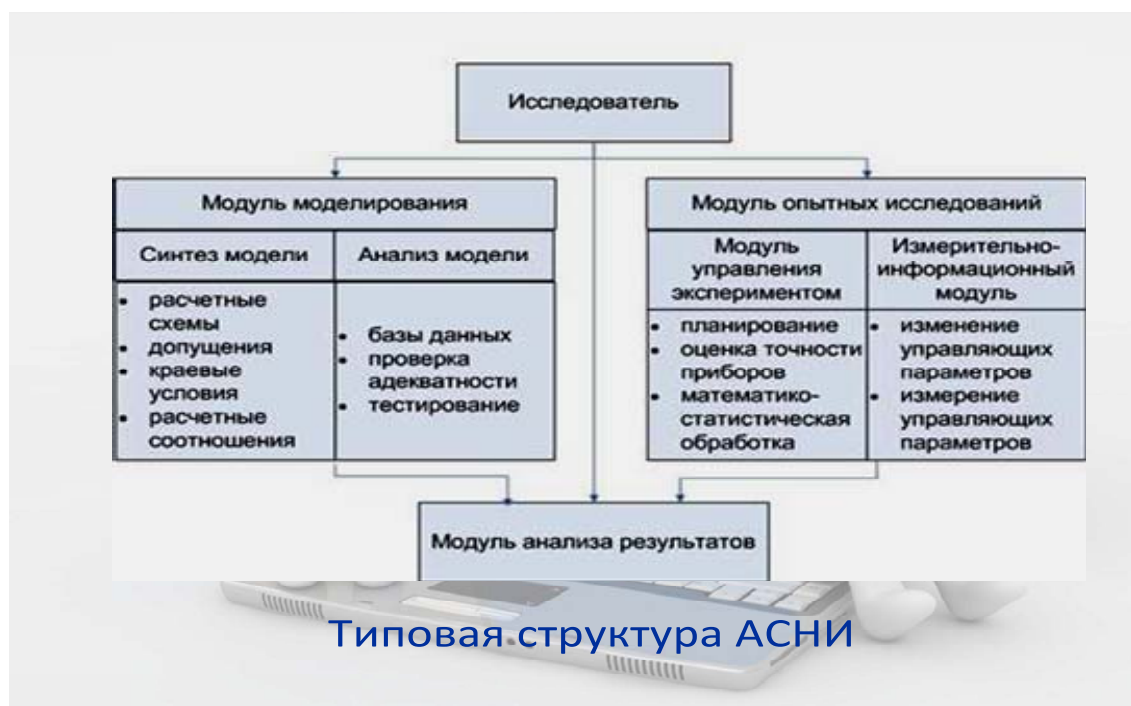 Исследователь
Модуль моделирования
Синтез модели
Анализ модели
• расчетные
схемы
• допущения
• краевые
условия
• расчетные
соотношения
• базы данных
• проверка
адекватности
• тестирование
Модуль опытных исследований
Модуль
управления
экспериментом
Измерительно-
информационный
модуль
• планирование
• оценка точности
приборов
• математико-
статистическая
обработка
• изменение
управляющих
параметров
• измерение
управляющих
параметров
Модуль анализа результатов
Типовая структура АСНИ